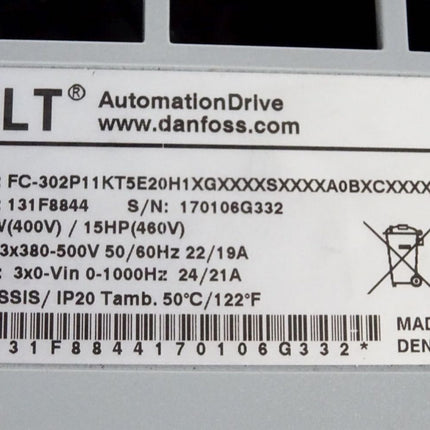 LT® AutomationDrive
www.danfoss.com
: FC-302P11KT5E20H1XGXXXXSXXXXA0BXCXXXX
: 131F8844 S/N: 170106G332
W(400V) / 15HP(460V)
3x380-500V 50/60Hz 22/19A
: 3x0-Vin 0-1000Hz 24/21A
SSIS/ IP20 Tamb. 50°C/122°F
MAD
31F8844170106G332*
DEN